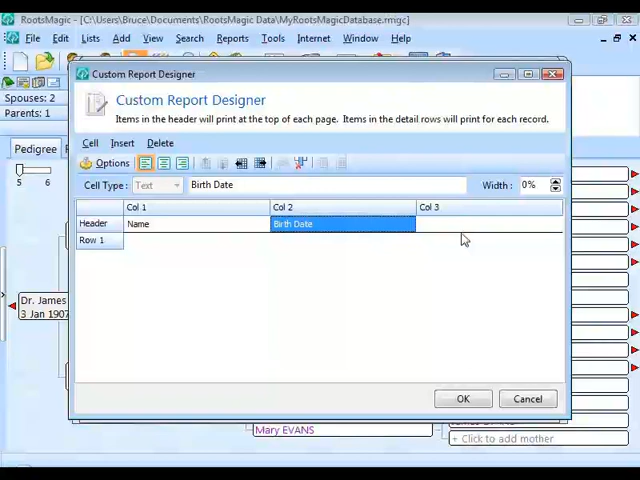 RootsMagic - [C:\Users\Bruce\Documents\RootsMagic Data\MyRootsMagicDatabase.rmgc]
File Edit Lists Add View Search Reports Tools Internet Window Help
Spouses: 2
Parents: 1
Pedigree
5 6
Dr. James
3 Jan 1907
Custom Report Designer
Custom Report Designer
Items in the header will print at the top of each page. Items in the detail rows will print for each record.
Cell Insert Delete
Options
Cell Type : Text Birth Date Width : 0%
Col 1 Col 2 Col 3
Header Name Birth Date
Row 1
OK Cancel
Mary EVANS
+ Click to add mother